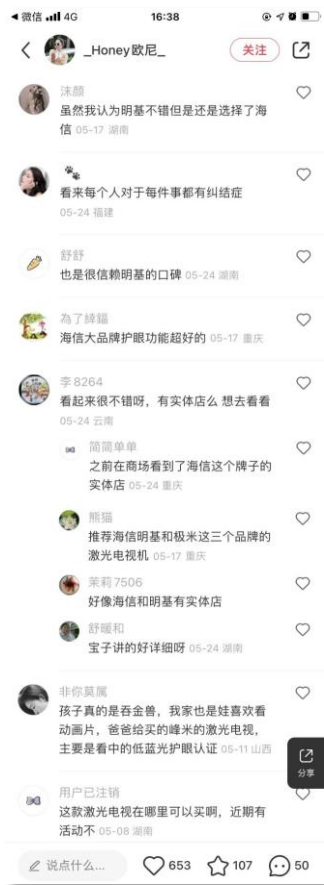 微信 4G 16:38
_Honey欧尼_ 关注
沫颜
虽然我认为明基不错但是还是选择了海
信 05-17 湖南
看来每个人对于每件事都有纠结症
05-24 福建
舒舒
也是很信赖明基的口碑 05-24 湖南
為了綽鑷
海信大品牌护眼功能超好的 05-17 重庆
李8264
看起来很不错呀，有实体店么 想去看看
05-24 云南
简简单单
之前在商场看到了海信这个牌子的
实体店 05-24 重庆
熊猫
推荐海信明基和极米这三个品牌的
激光电视机 05-17 重庆
茉莉7506
好像海信和明基有实体店
舒暖和
宝子讲的好详细呀 05-24 湖南
非你莫属
孩子真的是吞金兽，我家也是娃喜欢看
动画片，爸爸给买的峰米的激光电视，
主要是看中的低蓝光护眼认证 05-11 山西
分享
用户已注销
这款激光电视在哪里可以买啊，近期有
活动不 05-08 湖南
说点什么... 653 107 50